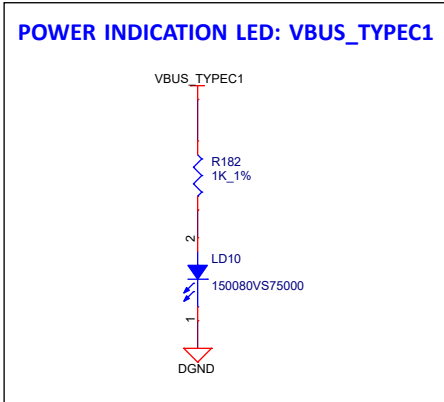 POWER INDICATION LED: VBUS_TYPEC1
VBUS_TYPEC1
R182
1K_1%
2
LD10
150080VS75000
1
DGND